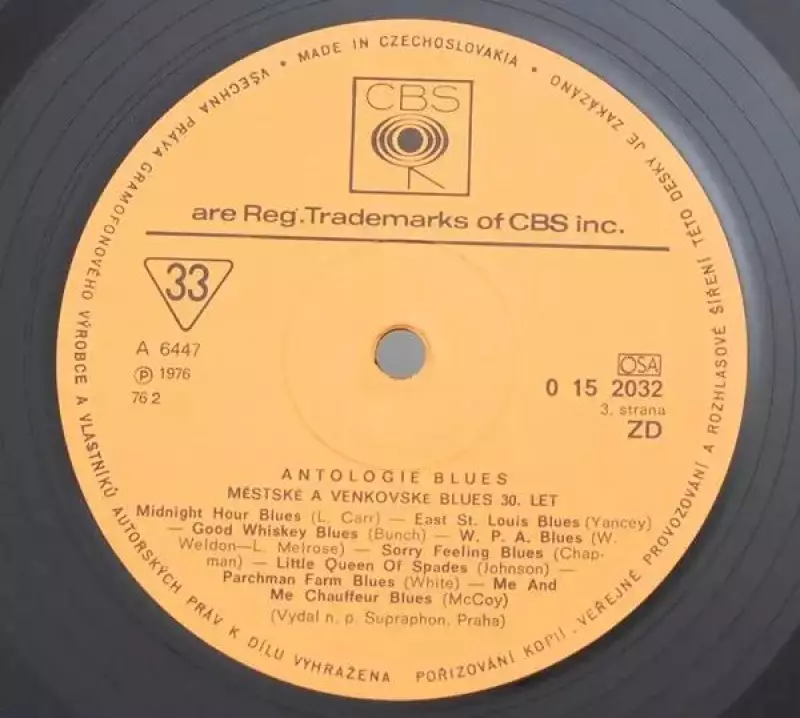 VŠECHNA PRÁVA GRAMOFONOVÉHO VÝROBCE A VLASTNÍKŮ AUTORSKÝCH PRÁV K DÍLU VYHRAŽENA POŘIZOVÁNÍ KOPIÍ, VEŘEJNÉ PROVOZOVÁNÍ A ROZHLASOVÉ ŠÍŘENÍ TÉTO DESKY JE ZAKÁZÁNO • MADE IN CZECHOSLOVAKIA •
CBS
are Reg.Trademarks of CBS inc.
33
A 6447
Ⓟ 1976
76 2
OSA
0 15 2032
3. strana
ZD
ANTOLOGIE BLUES
MĚSTSKÉ A VENKOVSKÉ BLUES 30. LET
Midnight Hour Blues (L. Carr) — East St. Louis Blues (Yancey)
— Good Whiskey Blues (Bunch) — W. P. A. Blues (W.
Weldon—L. Melrose) — Sorry Feeling Blues (Chap-
man) — Little Queen Of Spades (Johnson) —
Parchman Farm Blues (White) — Me And
Me Chauffeur Blues (McCoy)
(Vydal n. p. Supraphon, Praha)